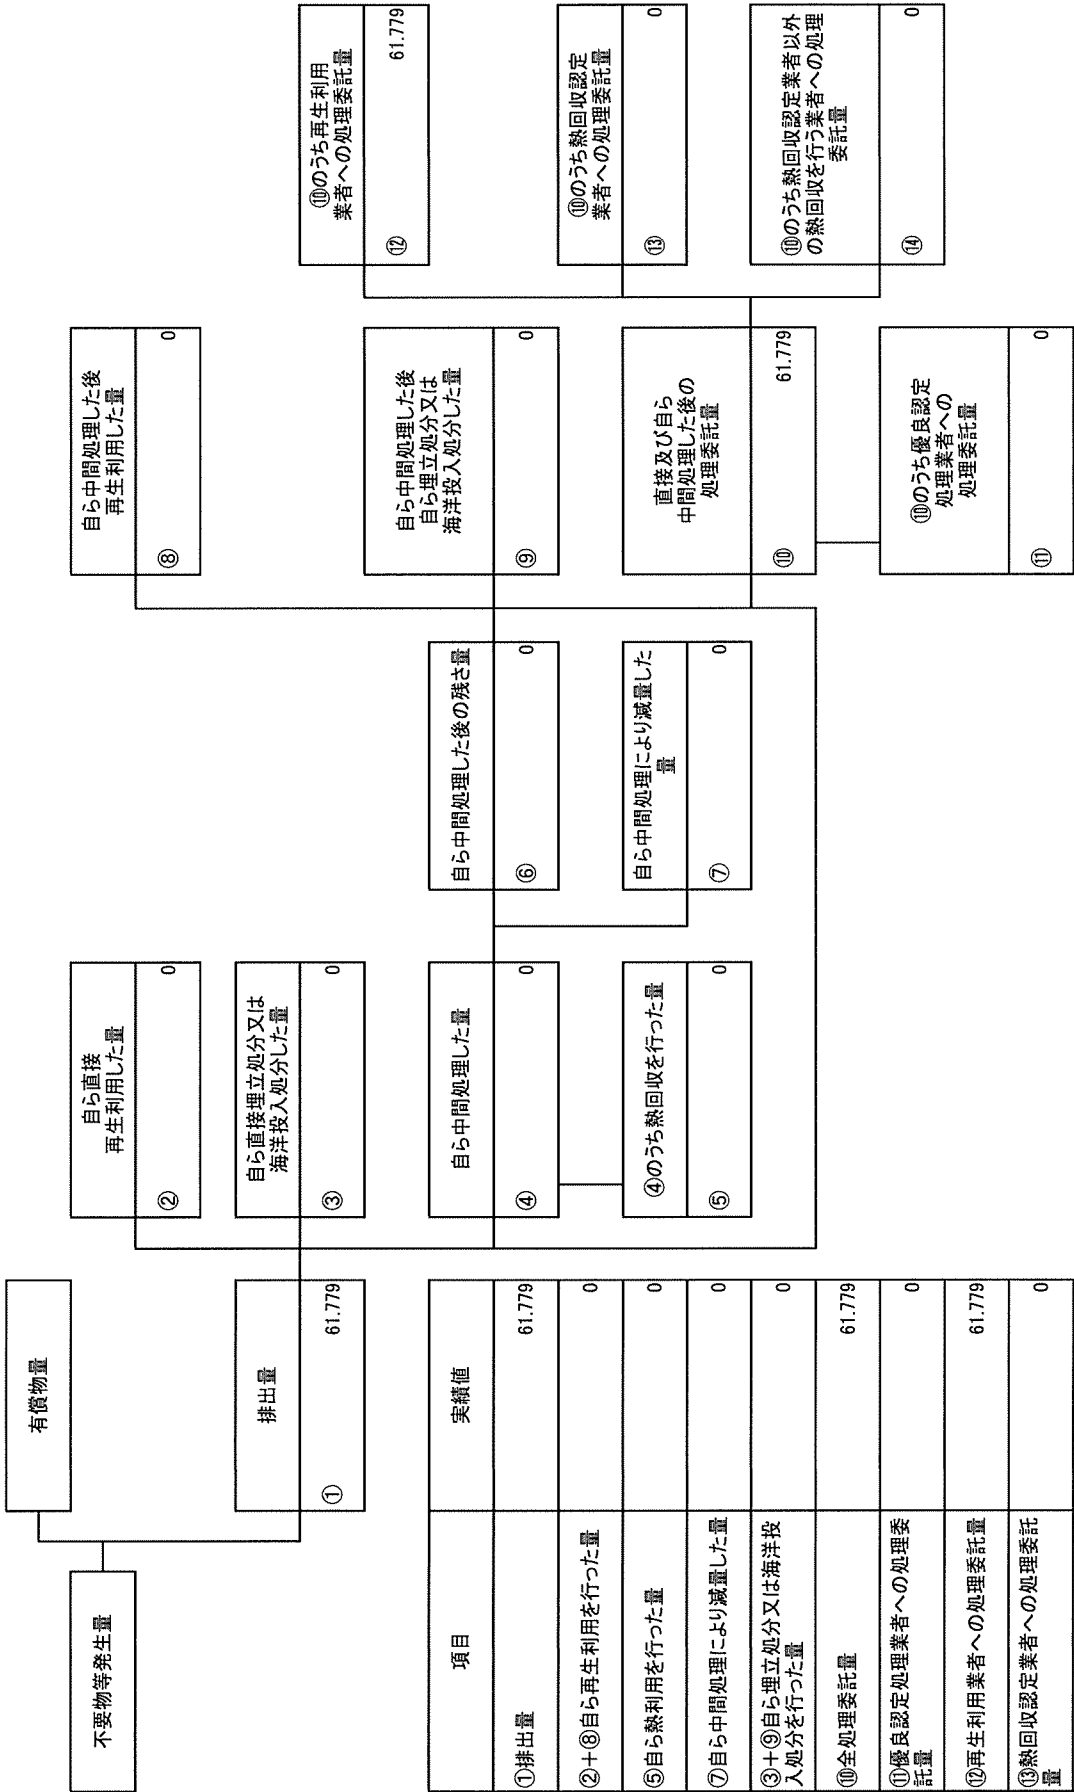 不要物等発生量
有償物量
排出量
①
61.779
自ら直接
再生利用した量
②
0
自ら直接埋立処分又は
海洋投入処分した量
③
0
自ら中間処理した量
④
0
④のうち熱回収を行った量
⑤
0
自ら中間処理した後の残さ量
⑥
0
自ら中間処理により減量した
量
⑦
0
自ら中間処理した後
再生利用した量
⑧
0
自ら中間処理した後
自ら埋立処分又は
海洋投入処分した量
⑨
0
直接及び自ら
中間処理した後の
処理委託量
⑩
61.779
⑩のうち優良認定
処理業者への
処理委託量
⑪
0
⑩のうち再生利用
業者への処理委託量
⑫
61.779
⑩のうち熱回収認定
業者への処理委託量
⑬
0
⑩のうち熱回収認定業者以外
の熱回収を行う業者への処理
委託量
⑭
0
項目 実績値
①排出量 61.779
②+⑧自ら再生利用を行った量 0
⑤自ら熱利用を行った量 0
⑦自ら中間処理により減量した量 0
③+⑨自ら埋立処分又は海洋投
入処分を行った量 0
⑩全処理委託量 61.779
⑪優良認定処理業者への処理委
託量 0
⑫再生利用業者への処理委託量 61.779
⑬熱回収認定業者への処理委託
量 0